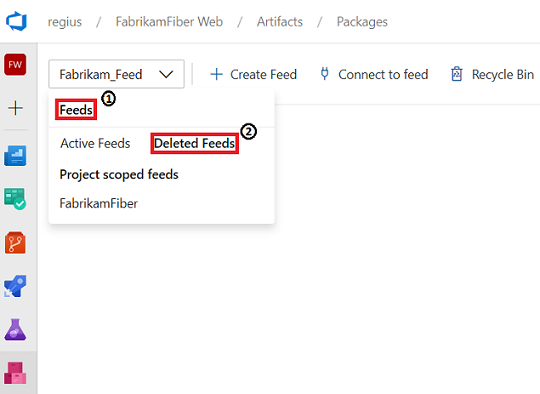 regius / FabrikamFiber Web / Artifacts / Packages
FW
Fabrikam_Feed
Create Feed
Connect to feed
Recycle Bin
Feeds
1
Active Feeds
Deleted Feeds
2
Project scoped feeds
FabrikamFiber